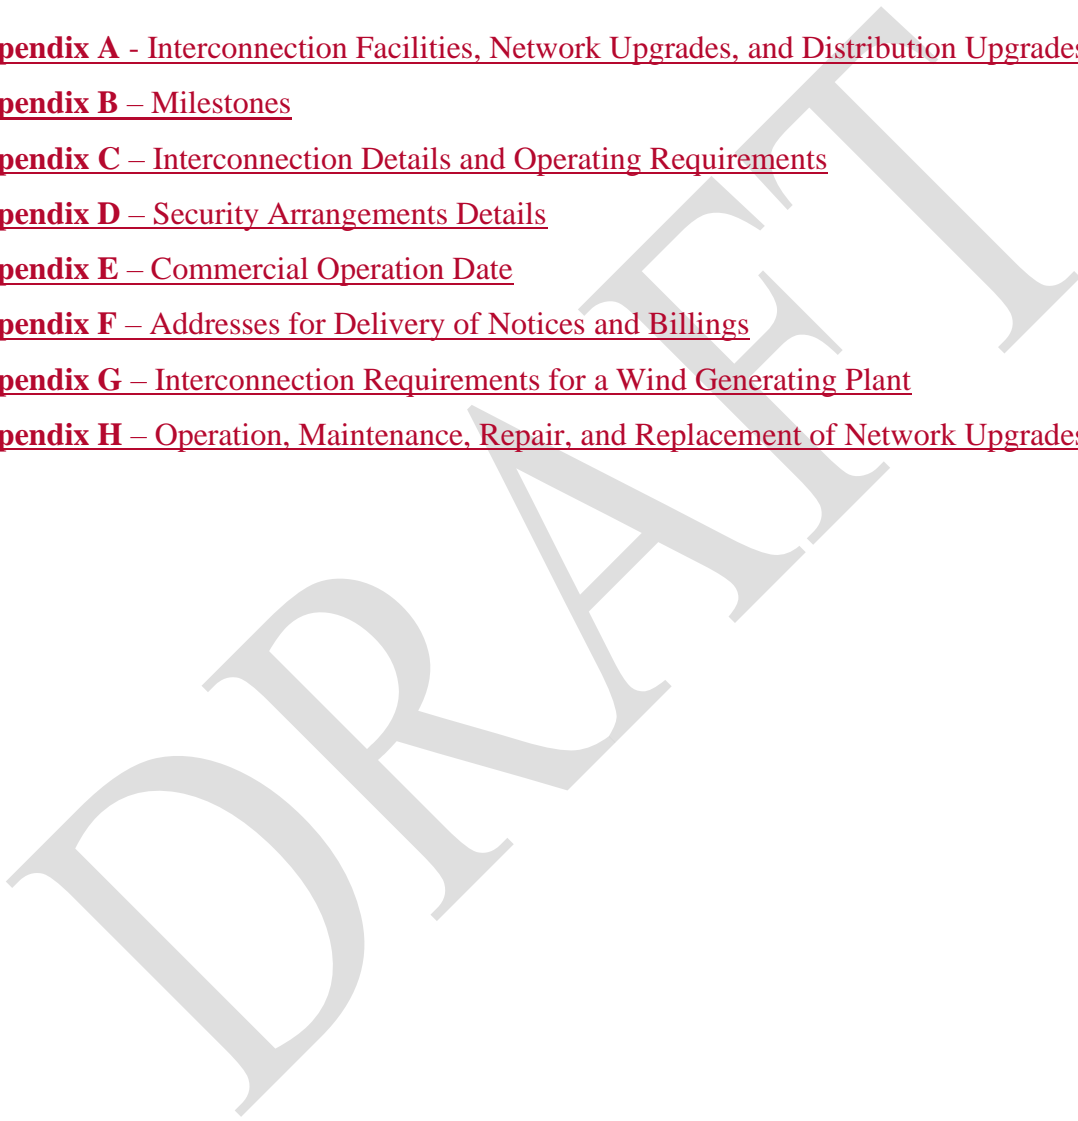 pendix A - Interconnection Facilities, Network Upgrades, and Distribution Upgrades
pendix B – Milestones
pendix C – Interconnection Details and Operating Requirements
pendix D – Security Arrangements Details
pendix E – Commercial Operation Date
pendix F – Addresses for Delivery of Notices and Billings
pendix G – Interconnection Requirements for a Wind Generating Plant
pendix H – Operation, Maintenance, Repair, and Replacement of Network Upgrades
DRAFT